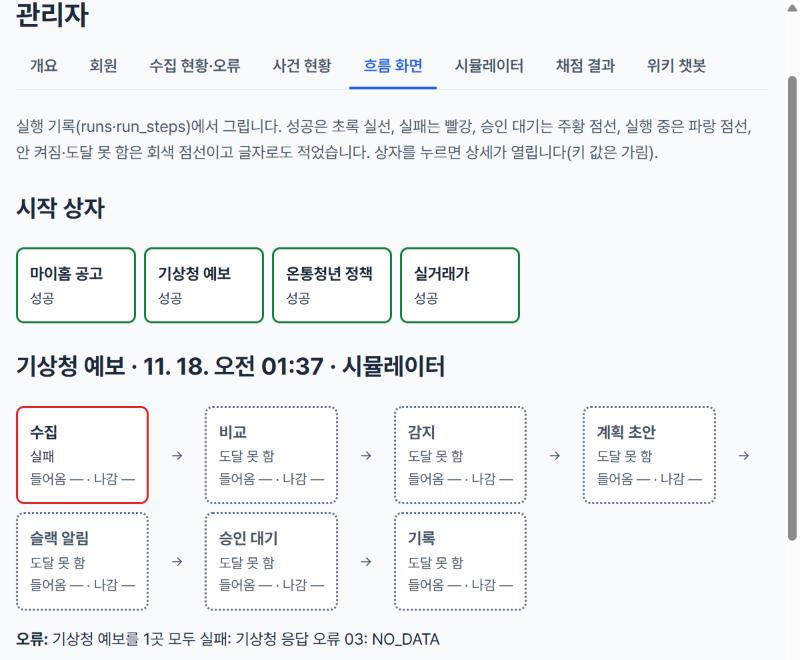 관리자
개요 회원 수집 현황·오류 사건 현황 흐름 화면 시뮬레이터 채점 결과 위키 챗봇
실행 기록(runs·run_steps)에서 그립니다. 성공은 초록 실선, 실패는 빨강, 승인 대기는 주황 점선, 실행 중은 파랑 점선,
안 켜짐·도달 못 함은 회색 점선이고 글자로도 적었습니다. 상자를 누르면 상세가 열립니다(키 값은 가림).
시작 상자
마이홈 공고 기상청 예보 온통청년 정책 실거래가
성공 성공 성공 성공
기상청 예보 · 11. 18. 오전 01:37 · 시뮬레이터
수집 비교 감지 계획 초안
실패 → 도달 못 함 → 도달 못 함 → 도달 못 함 →
들어옴 — · 나감 — 들어옴 — · 나감 — 들어옴 — · 나감 — 들어옴 — · 나감 —
슬랙 알림 승인 대기 기록
도달 못 함 → 도달 못 함 → 도달 못 함
들어옴 — · 나감 — 들어옴 — · 나감 — 들어옴 — · 나감 —
오류: 기상청 예보를 1곳 모두 실패: 기상청 응답 오류 03: NO_DATA